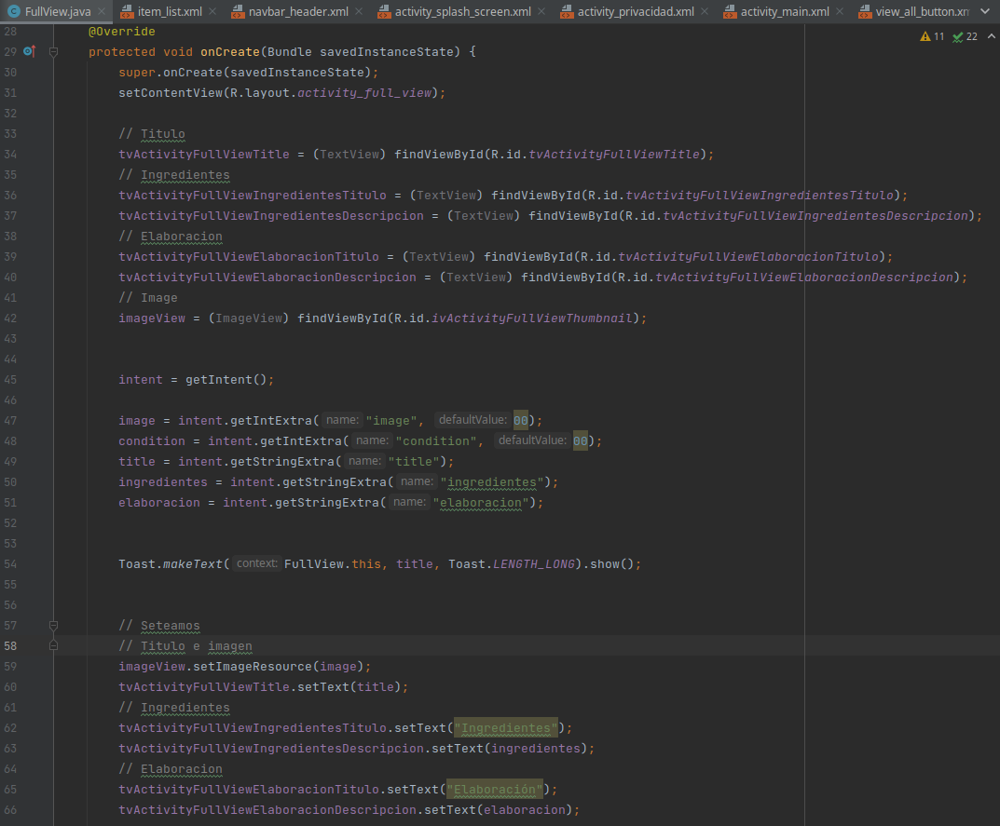 FullView.java item_list.xml navbar_header.xml activity_splash_screen.xml activity_privacidad.xml activity_main.xml view_all_button.xm
28 @Override 11 22
29 protected void onCreate(Bundle savedInstanceState) {
30 super.onCreate(savedInstanceState);
31 setContentView(R.layout.activity_full_view);
32
33 // Titulo
34 tvActivityFullViewTitle = (TextView) findViewById(R.id.tvActivityFullViewTitle);
35 // Ingredientes
36 tvActivityFullViewIngredientesTitulo = (TextView) findViewById(R.id.tvActivityFullViewIngredientesTitulo);
37 tvActivityFullViewIngredientesDescripcion = (TextView) findViewById(R.id.tvActivityFullViewIngredientesDescripcion);
38 // Elaboracion
39 tvActivityFullViewElaboracionTitulo = (TextView) findViewById(R.id.tvActivityFullViewElaboracionTitulo);
40 tvActivityFullViewElaboracionDescripcion = (TextView) findViewById(R.id.tvActivityFullViewElaboracionDescripcion);
41 // Image
42 imageView = (ImageView) findViewById(R.id.ivActivityFullViewThumbnail);
43
44
45 intent = getIntent();
46
47 image = intent.getIntExtra( name: "image", defaultValue: 00);
48 condition = intent.getIntExtra( name: "condition", defaultValue: 00);
49 title = intent.getStringExtra( name: "title");
50 ingredientes = intent.getStringExtra( name: "ingredientes");
51 elaboracion = intent.getStringExtra( name: "elaboracion");
52
53
54 Toast.makeText( context: FullView.this, title, Toast.LENGTH_LONG).show();
55
56
57 // Seteamos
58 // Titulo e imagen
59 imageView.setImageResource(image);
60 tvActivityFullViewTitle.setText(title);
61 // Ingredientes
62 tvActivityFullViewIngredientesTitulo.setText("Ingredientes");
63 tvActivityFullViewIngredientesDescripcion.setText(ingredientes);
64 // Elaboracion
65 tvActivityFullViewElaboracionTitulo.setText("Elaboración");
66 tvActivityFullViewElaboracionDescripcion.setText(elaboracion);